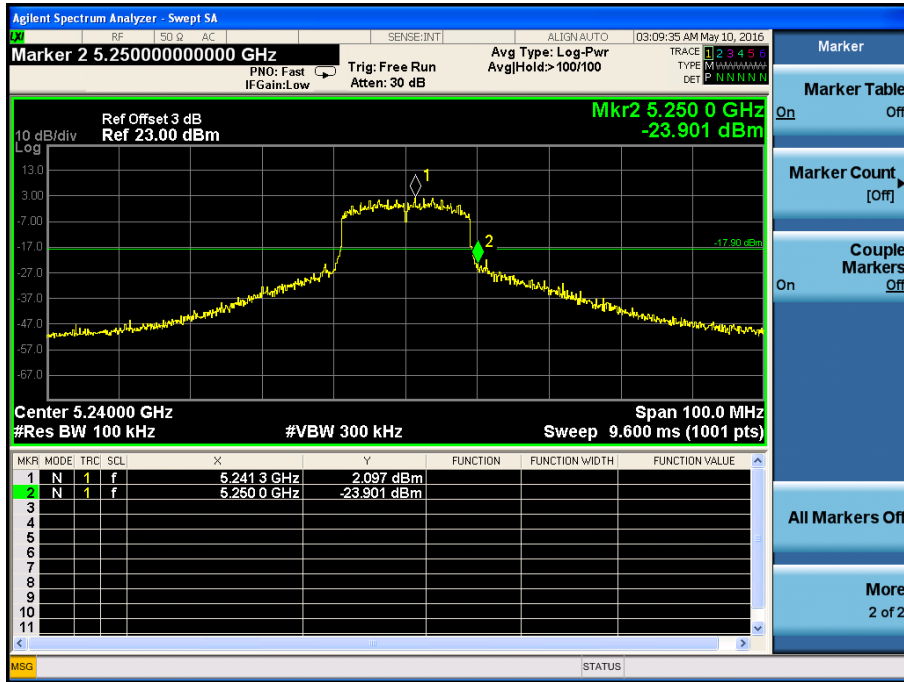 Agilent Spectrum Analyzer - Swept SA
LXI RF 50 Ω AC SENSE:INT ALIGN AUTO 03:09:35 AM May 10, 2016
Marker 2 5.250000000000 GHz
PNO: Fast
IFGain:Low
Trig: Free Run
Atten: 30 dB
Avg Type: Log-Pwr
Avg|Hold:> 100/100
TRACE 1 2 3 4 5 6
TYPE M WWWWW
DET P N N N N N
Marker
Marker Table
On Off
Marker Count
[Off]
Couple
Markers
On Off
All Markers Off
More
2 of 2
Ref Offset 3 dB
10 dB/div Ref 23.00 dBm
Log
Mkr2 5.250 0 GHz
-23.901 dBm
13.0
3.00
-7.00
-17.0
-27.0
-37.0
-47.0
-57.0
-67.0
1
2
-17.90 dBm
Center 5.24000 GHz Span 100.0 MHz
#Res BW 100 kHz #VBW 300 kHz Sweep 9.600 ms (1001 pts)
MKR MODE TRC SCL X Y FUNCTION FUNCTION WIDTH FUNCTION VALUE
1 N 1 f 5.241 3 GHz 2.097 dBm
2 N 1 f 5.250 0 GHz -23.901 dBm
3
4
5
6
7
8
9
10
11
MSG STATUS